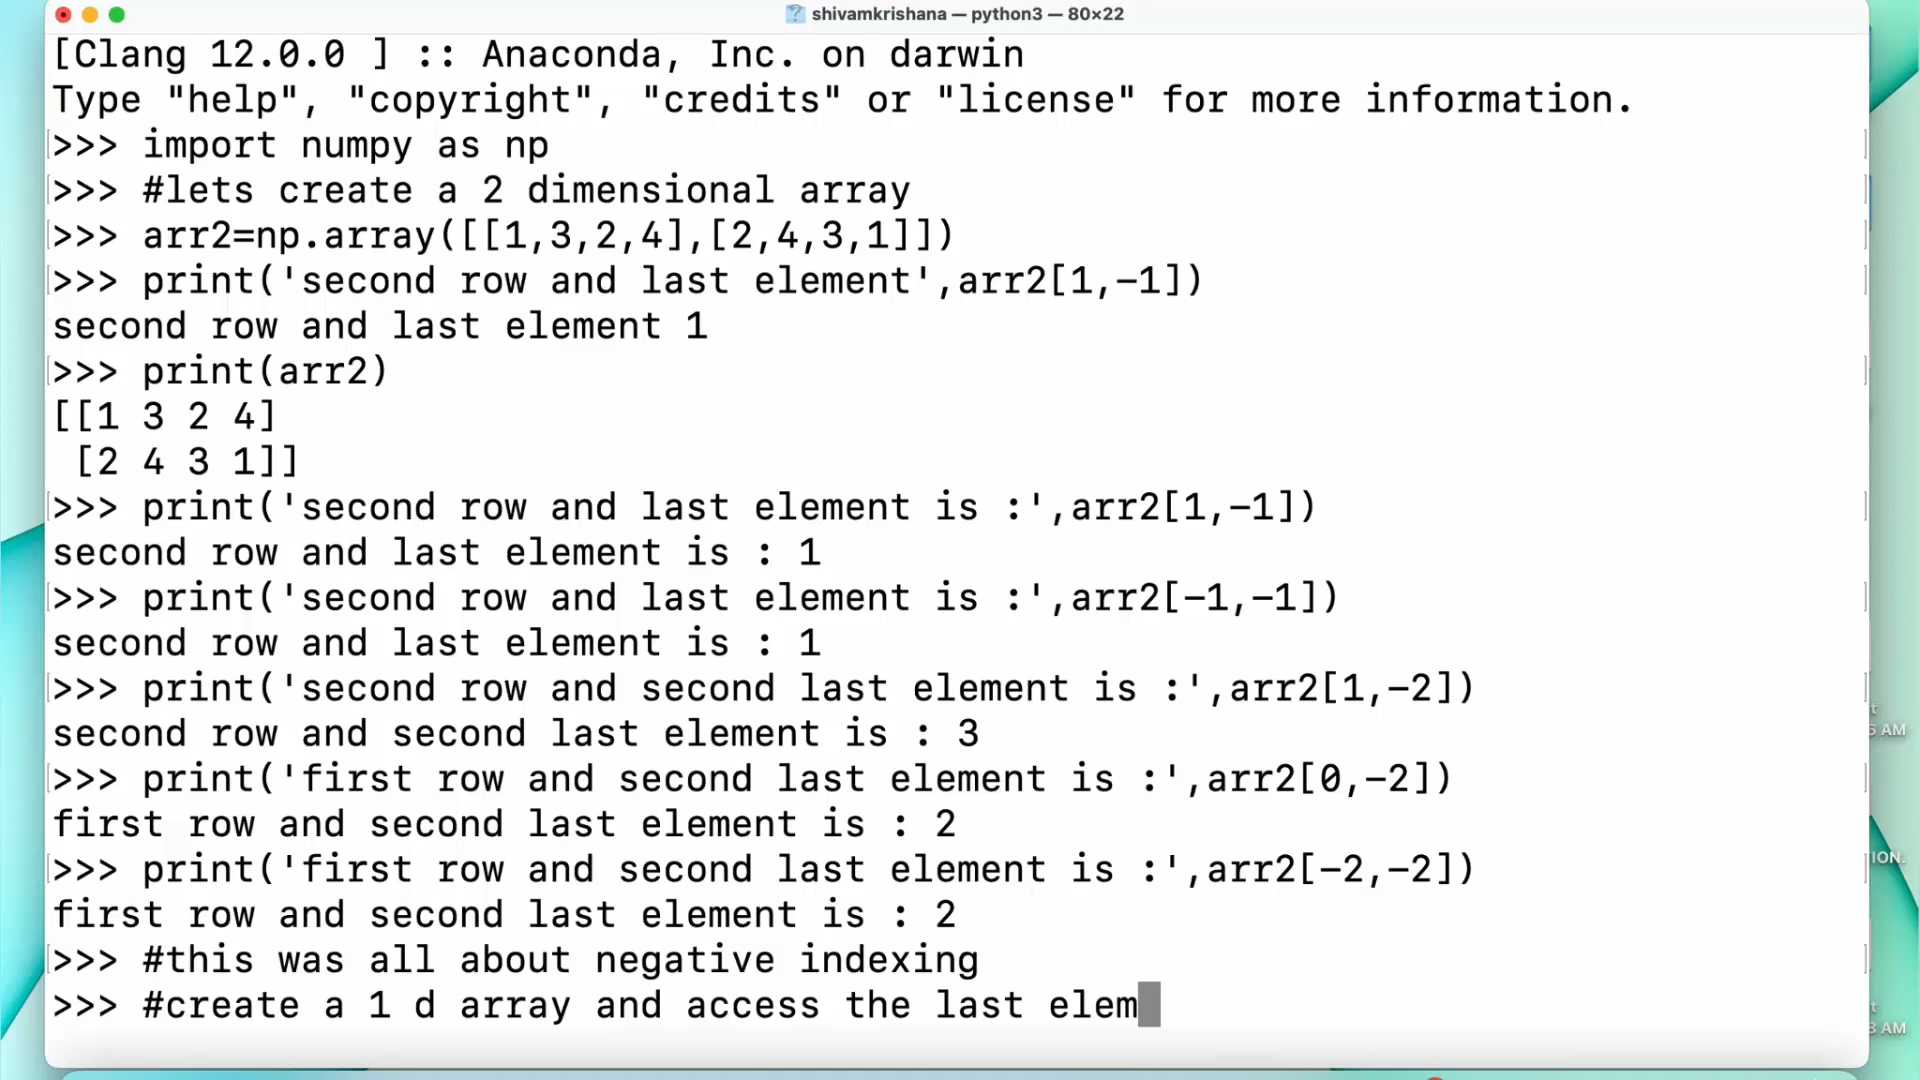 shivamkrishana — python3 — 80×22
[Clang 12.0.0 ] :: Anaconda, Inc. on darwin
Type "help", "copyright", "credits" or "license" for more information.
>>> import numpy as np
>>> #lets create a 2 dimensional array
>>> arr2=np.array([[1,3,2,4],[2,4,3,1]])
>>> print('second row and last element',arr2[1,-1])
second row and last element 1
>>> print(arr2)
[[1 3 2 4]
 [2 4 3 1]]
>>> print('second row and last element is :',arr2[1,-1])
second row and last element is : 1
>>> print('second row and last element is :',arr2[-1,-1])
second row and last element is : 1
>>> print('second row and second last element is :',arr2[1,-2])
second row and second last element is : 3
>>> print('first row and second last element is :',arr2[0,-2])
first row and second last element is : 2
>>> print('first row and second last element is :',arr2[-2,-2])
first row and second last element is : 2
>>> #this was all about negative indexing
>>> #create a 1 d array and access the last elem
AM
AM